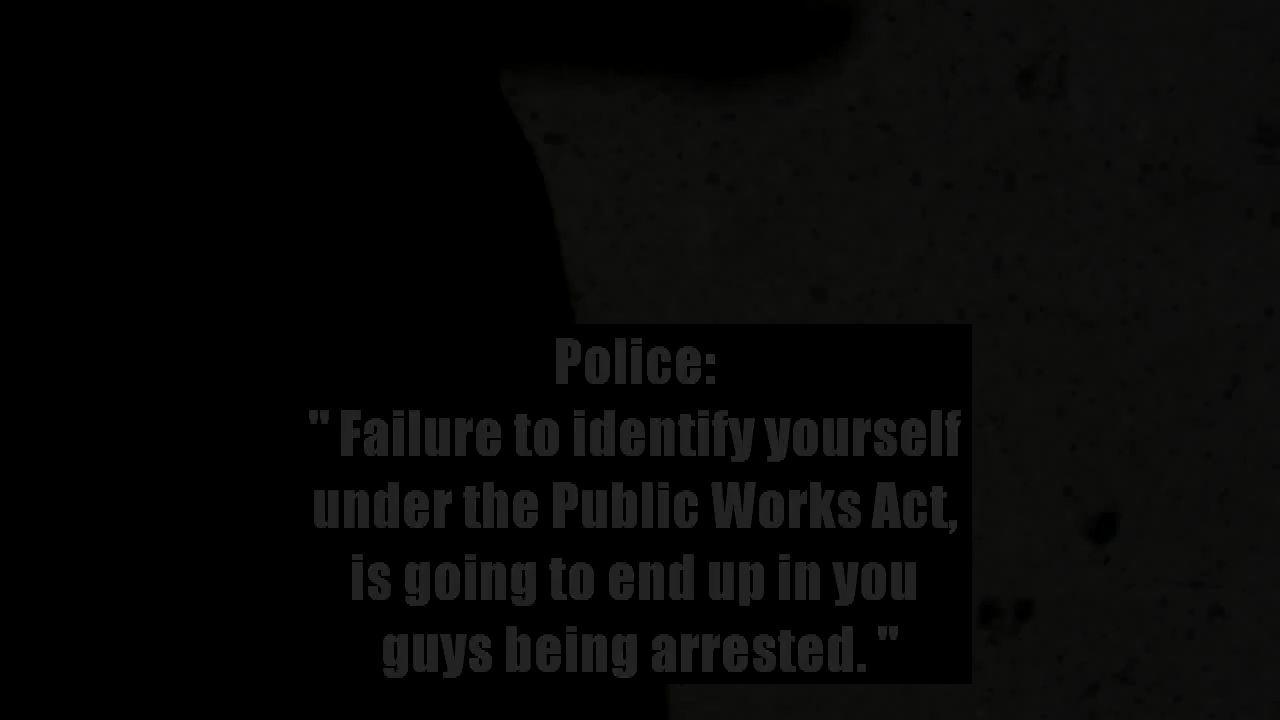 Police:
" Failure to identify yourself
under the Public Works Act,
is going to end up in you
guys being arrested. "